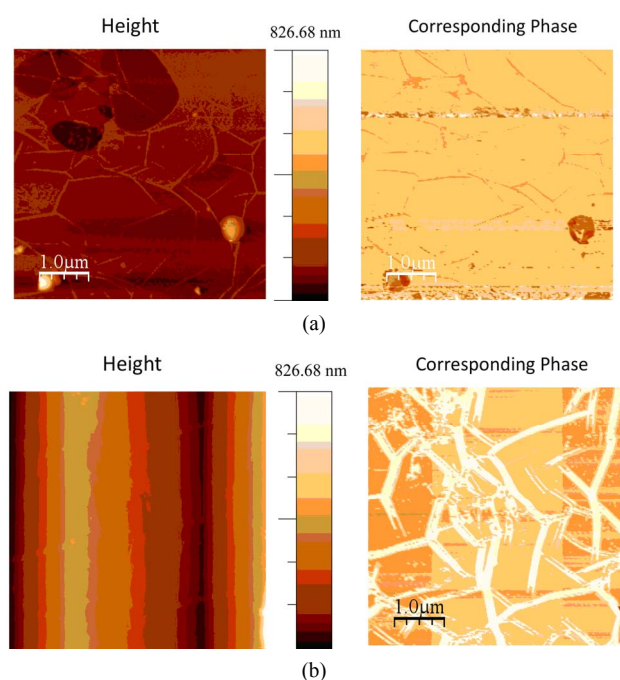 Height
Corresponding Phase
826.68 nm
1.0µm
1.0µm
(a)
Height
Corresponding Phase
826.68 nm
1.0µm
(b)